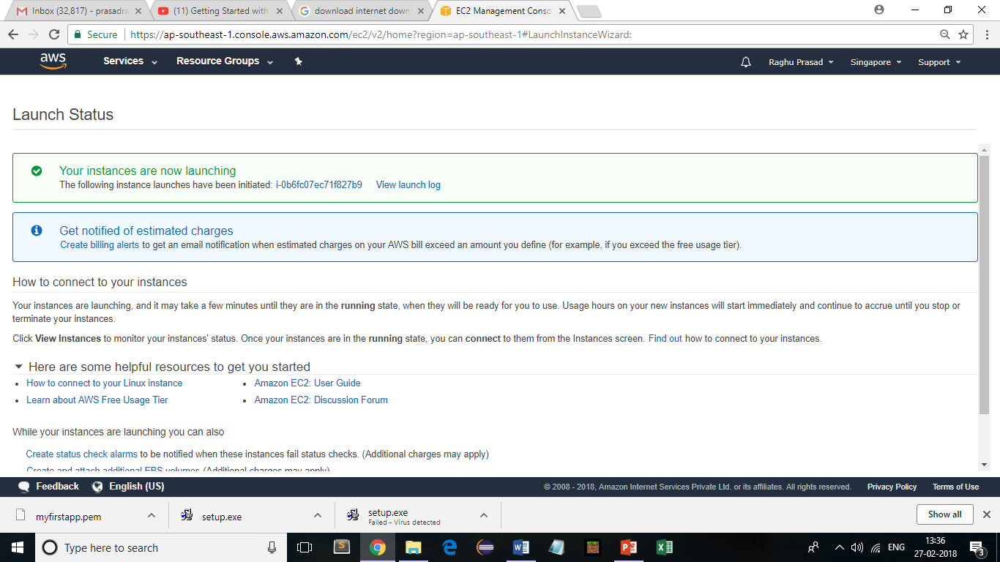 Inbox (32,817) - prasadra
(11) Getting Started with
download internet down
EC2 Management Conso
Secure
https://ap-southeast-1.console.aws.amazon.com/ec2/v2/home?region=ap-southeast-1#LaunchInstanceWizard:
aws
Services
Resource Groups
Raghu Prasad
Singapore
Support
Launch Status
Your instances are now launching
The following instance launches have been initiated: i-0b6fc07ec71f827b9 View launch log
Get notified of estimated charges
Create billing alerts to get an email notification when estimated charges on your AWS bill exceed an amount you define (for example, if you exceed the free usage tier).
How to connect to your instances
Your instances are launching, and it may take a few minutes until they are in the running state, when they will be ready for you to use. Usage hours on your new instances will start immediately and continue to accrue until you stop or
terminate your instances.
Click View Instances to monitor your instances' status. Once your instances are in the running state, you can connect to them from the Instances screen. Find out how to connect to your instances.
Here are some helpful resources to get you started
How to connect to your Linux instance
Amazon EC2: User Guide
Learn about AWS Free Usage Tier
Amazon EC2: Discussion Forum
While your instances are launching you can also
Create status check alarms to be notified when these instances fail status checks. (Additional charges may apply)
Create and attach additional EBS volumes (Additional charges may apply)
Feedback
English (US)
© 2008 - 2018, Amazon Internet Services Private Ltd. or its affiliates. All rights reserved.
Privacy Policy
Terms of Use
myfirstapp.pem
setup.exe
setup.exe
Failed - Virus detected
Show all
Type here to search
ENG
13:36
27-02-2018
3